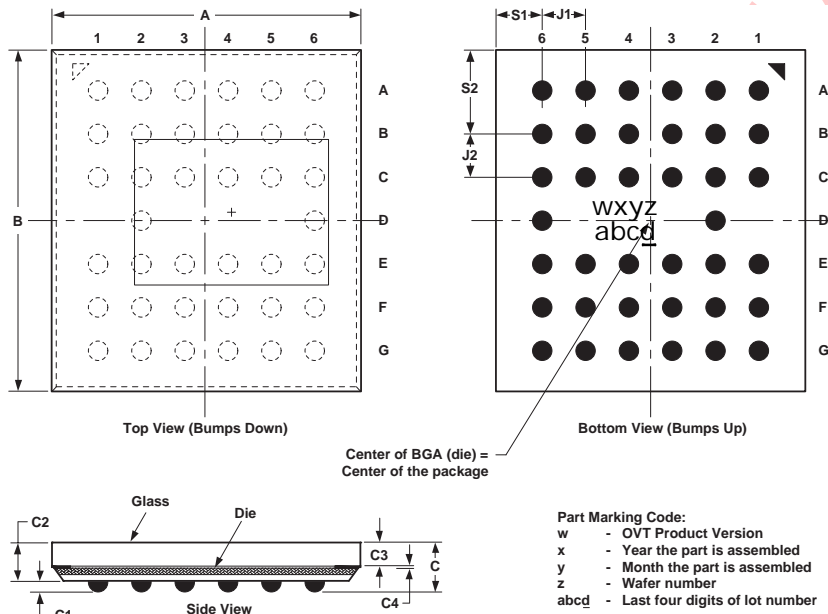 A
S1
J1
1 2 3 4 5 6
6 5 4 3 2 1
S2
J2
B
A
B
C
D
E
F
G
A
B
C
D
E
F
G
wxyz
abcd
Top View (Bumps Down)
Bottom View (Bumps Up)
Center of BGA (die) =
Center of the package
Glass
Die
C2
C3
C
C4
C1
Side View
Part Marking Code:
w - OVT Product Version
x - Year the part is assembled
y - Month the part is assembled
z - Wafer number
abcd - Last four digits of lot number